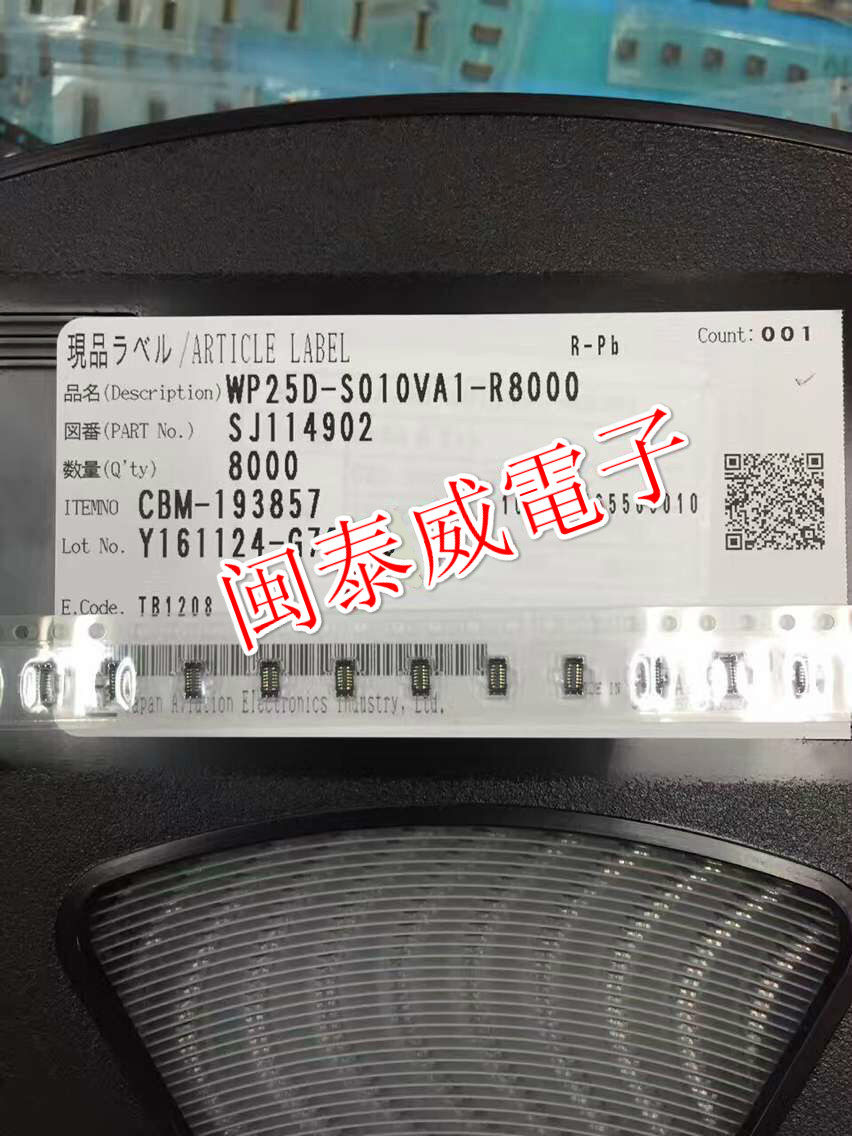 現品ラベル/ARTICLE LABEL
R-Pb
Count: 001
品名(Description) WP25D-S010VA1-R8000
図番(PART No.) SJ114902
数量(Q'ty) 8000
ITEMNO CBM-193857
Lot No. Y161124-G
E.Code. TB1208
Japan Aviation Electronics Industry, Ltd.
闽泰威電子